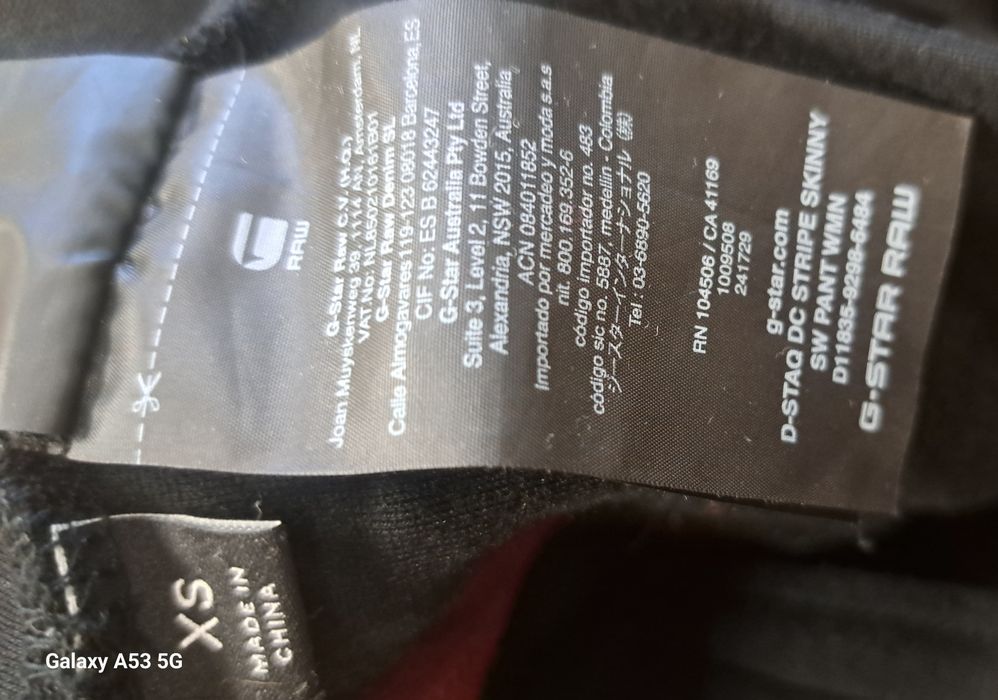 RAW
G-Star Raw C.V. (H.O.)
Joan Muyskenweg 39, 1114 AN, Amsterdam, NL
VAT No: NL8550210161B01
G-Star Raw Denim SL
Calle Almogavares 119-123 08018 Barcelona, ES
CIF No: ES B 62443247
G-Star Australia Pty Ltd
Suite 3, Level 2, 11 Bowden Street,
Alexandria, NSW 2015, Australia
ACN 084011852
Importado por mercadeo y moda s.a.s
nit. 800.169.352-6
código importador no. 483
código sic no. 5887. medellin - Colombia
ジースターインターナショナル ㈱
Tel : 03-6890-5620
RN 104506 / CA 41169
1009508
241729
g-star.com
D-STAQ DC STRIPE SKINNY
SW PANT WMN
D11835-9298-6484
G-STAR RAW
XS
MADE IN
CHINA
Galaxy A53 5G